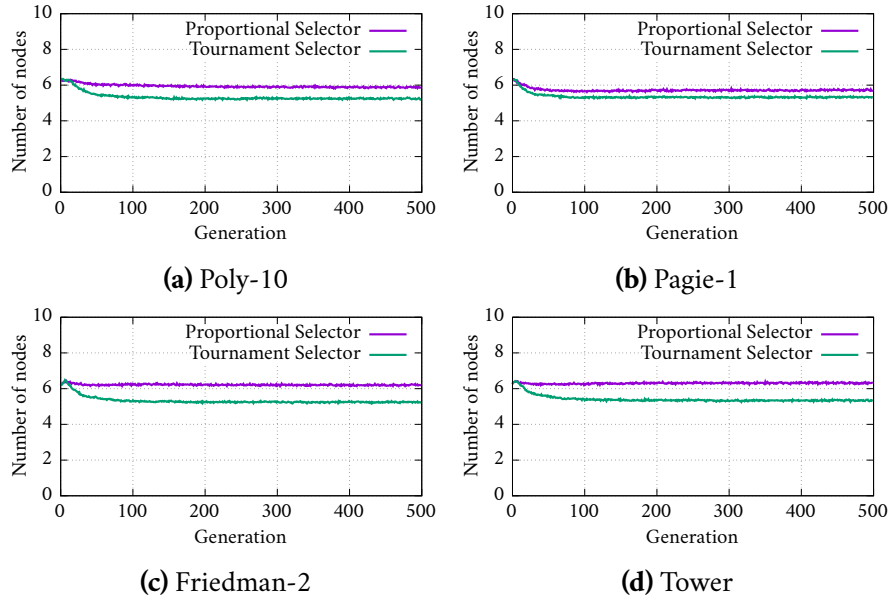 10
8
6
4
2
0
Number of nodes
Proportional Selector
Tournament Selector
0 100 200 300 400 500
Generation
(a) Poly-10
10
8
6
4
2
0
Number of nodes
Proportional Selector
Tournament Selector
0 100 200 300 400 500
Generation
(b) Pagie-1
10
8
6
4
2
0
Number of nodes
Proportional Selector
Tournament Selector
0 100 200 300 400 500
Generation
(c) Friedman-2
10
8
6
4
2
0
Number of nodes
Proportional Selector
Tournament Selector
0 100 200 300 400 500
Generation
(d) Tower